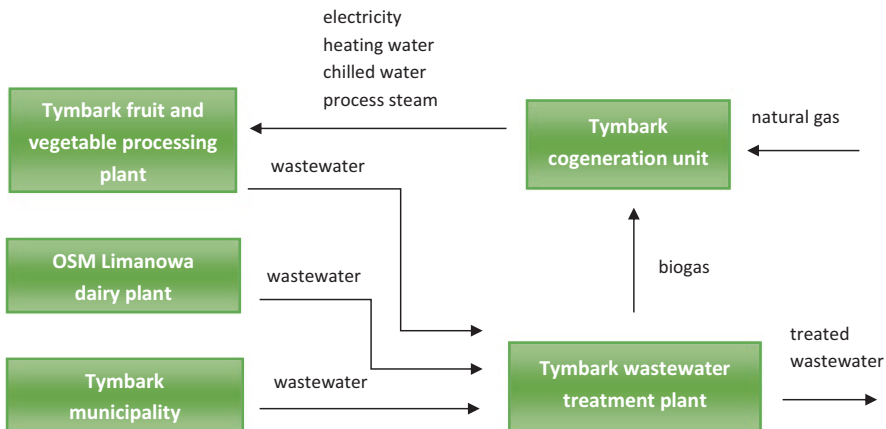 electricity
heating water
chilled water
process steam
Tymbark fruit and
vegetable processing
plant
Tymbark
cogeneration unit
natural gas
wastewater
OSM Limanowa
dairy plant
wastewater
biogas
Tymbark
municipality
wastewater
Tymbark wastewater
treatment plant
treated
wastewater